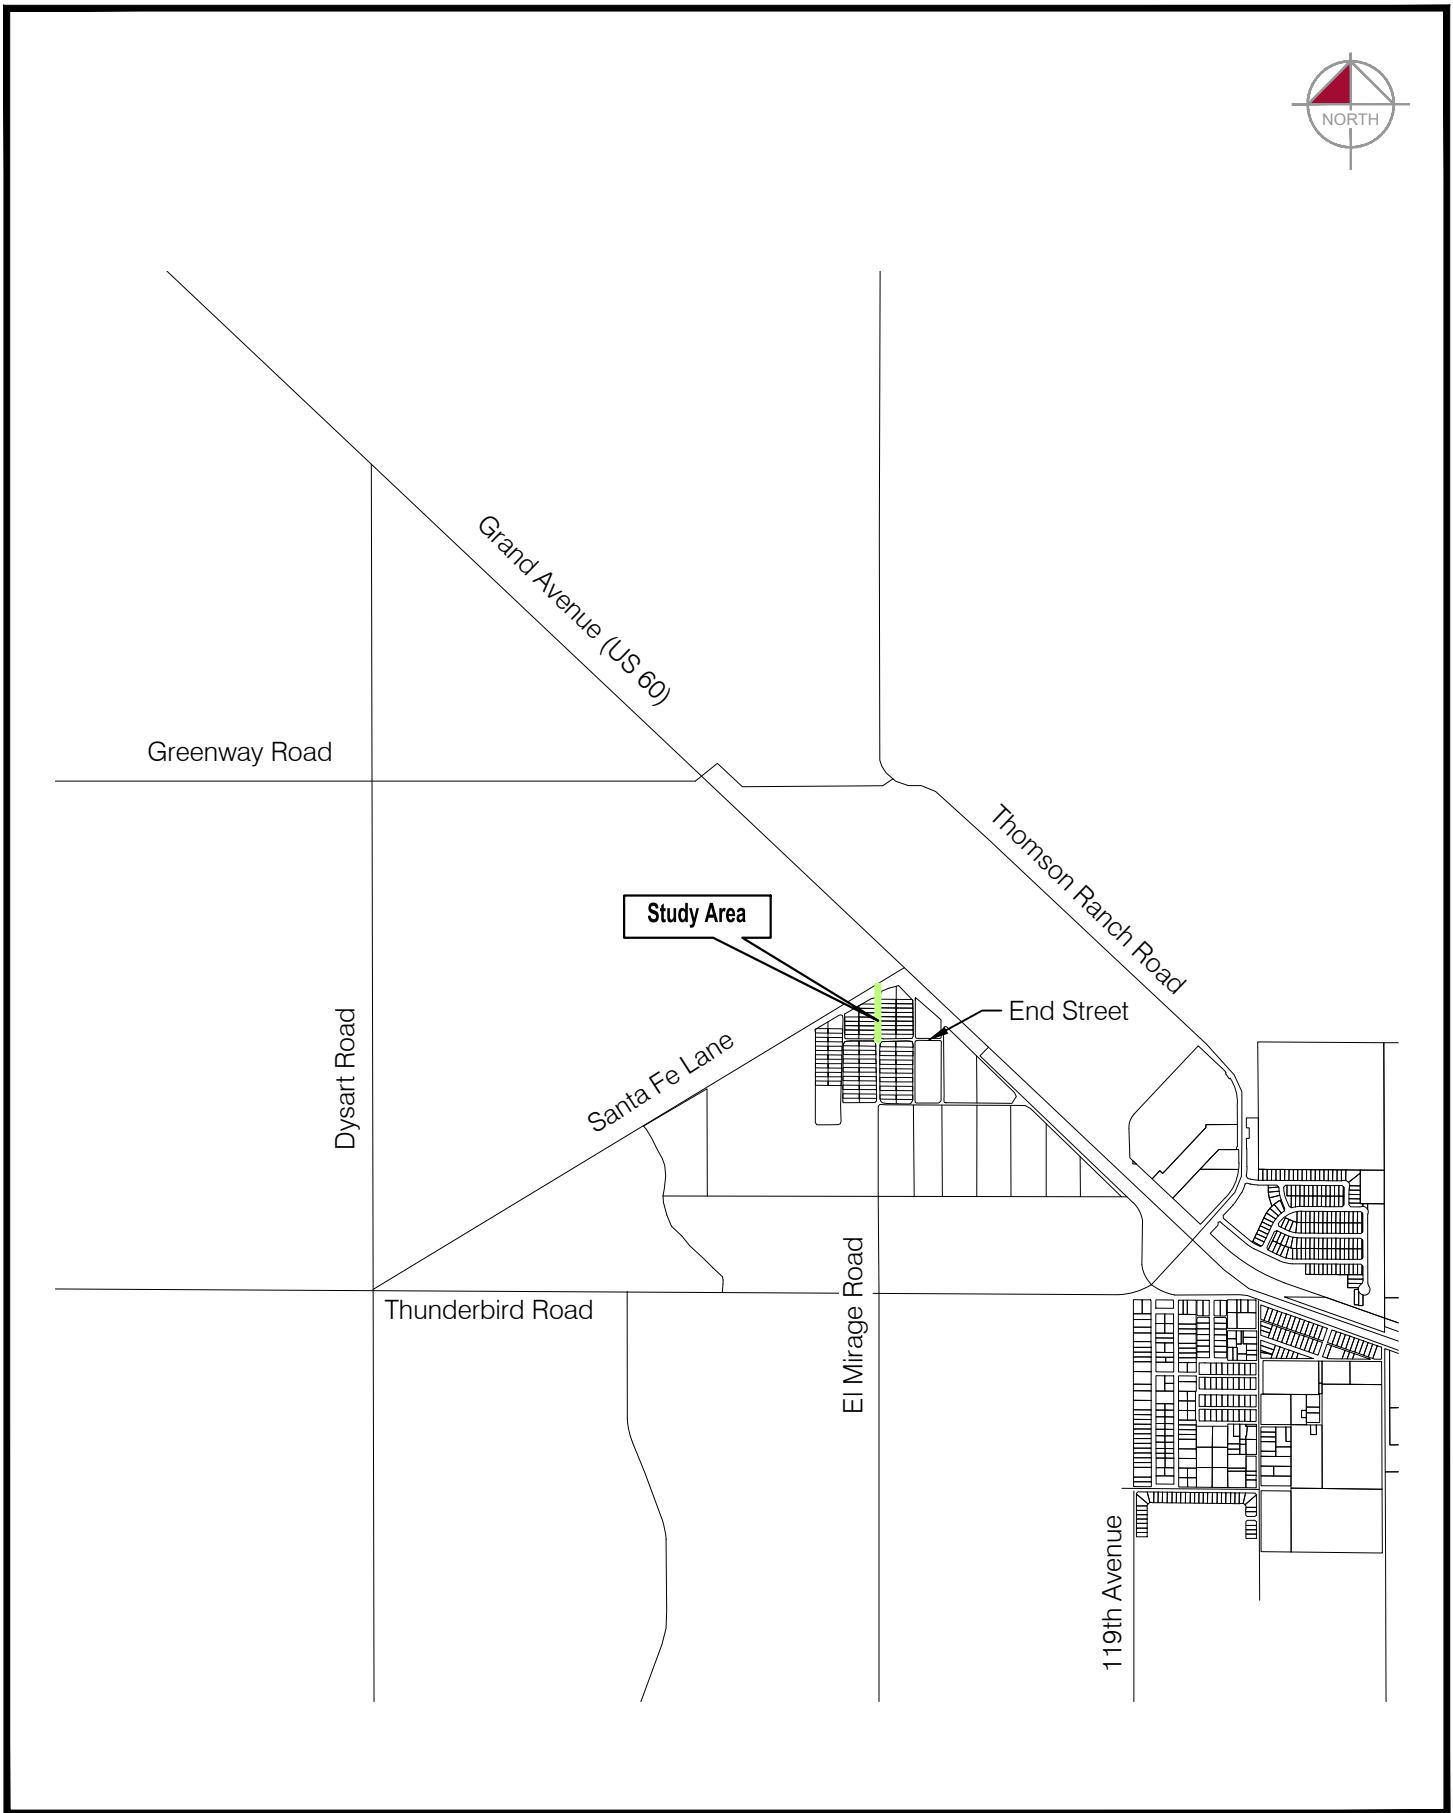 NORTH
Grand Avenue (US 60)
Greenway Road
Thomson Ranch Road
Study Area
End Street
Dysart Road
Santa Fe Lane
El Mirage Road
Thunderbird Road
119th Avenue